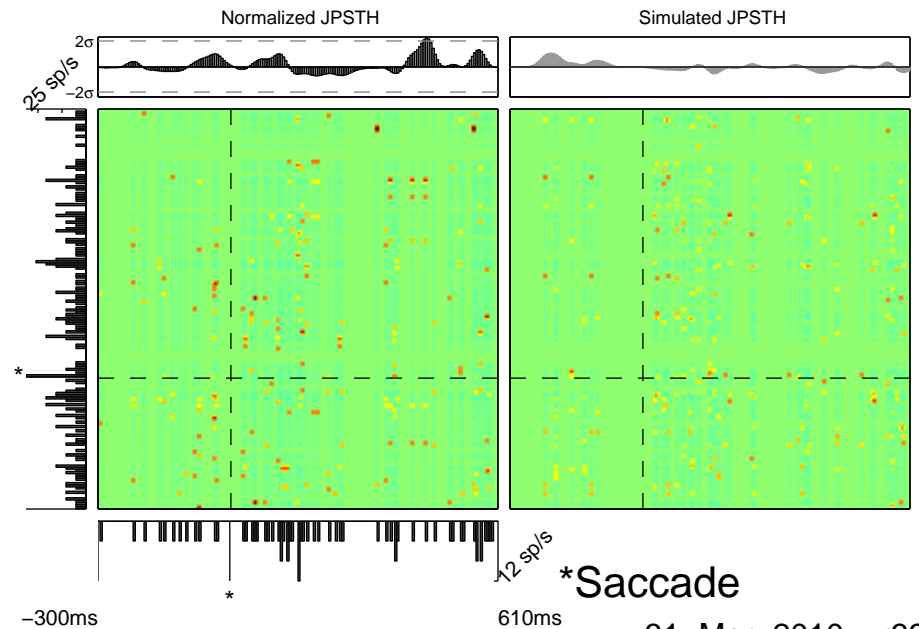 Normalized JPSTH
Simulated JPSTH
2σ
−2σ
25 sp/s
*
12 sp/s
*
*Saccade
−300ms
610ms